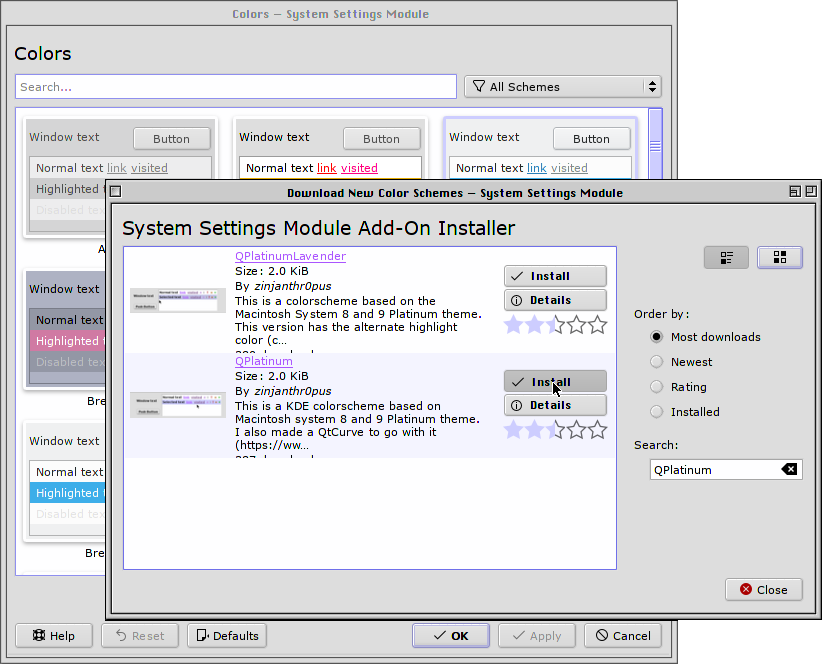 Colors – System Settings Module
Colors
Search...
All Schemes
Window text
Button
Normal text link visited
Highlighted t
Disabled t
A
Window text
Button
Normal text link visited
Window text
Button
Normal text link visited
Window text
Normal text
Highlighted t
Disabled t
Bre
Window text
Normal text
Highlighted t
Disabled t
Bre
Download New Color Schemes – System Settings Module
System Settings Module Add-On Installer
QPlatinumLavender
Size: 2.0 KiB
By zinjanthr0pus
This is a colorscheme based on the
Macintosh System 8 and 9 Platinum theme.
This version has the alternate highlight
color (c...
Install
Details
QPlatinum
Size: 2.0 KiB
By zinjanthr0pus
This is a KDE colorscheme based on
Macintosh system 8 and 9 Platinum theme.
I also made a QtCurve to go with it
(https://ww...
Install
Details
Order by:
Most downloads
Newest
Rating
Installed
Search:
QPlatinum
Close
Help
Reset
Defaults
OK
Apply
Cancel